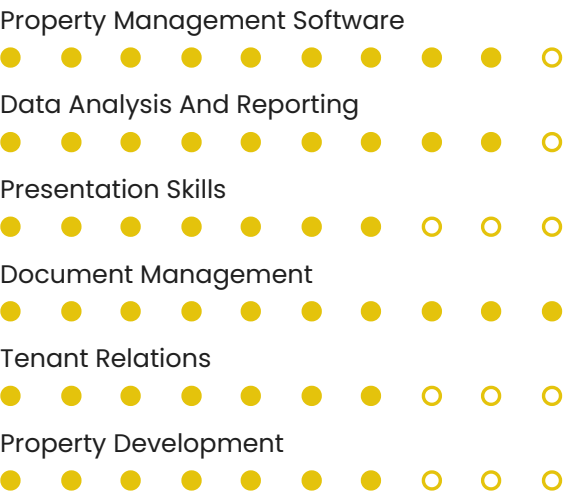 Property Management Software
Data Analysis And Reporting
Presentation Skills
Document Management
Tenant Relations
Property Development